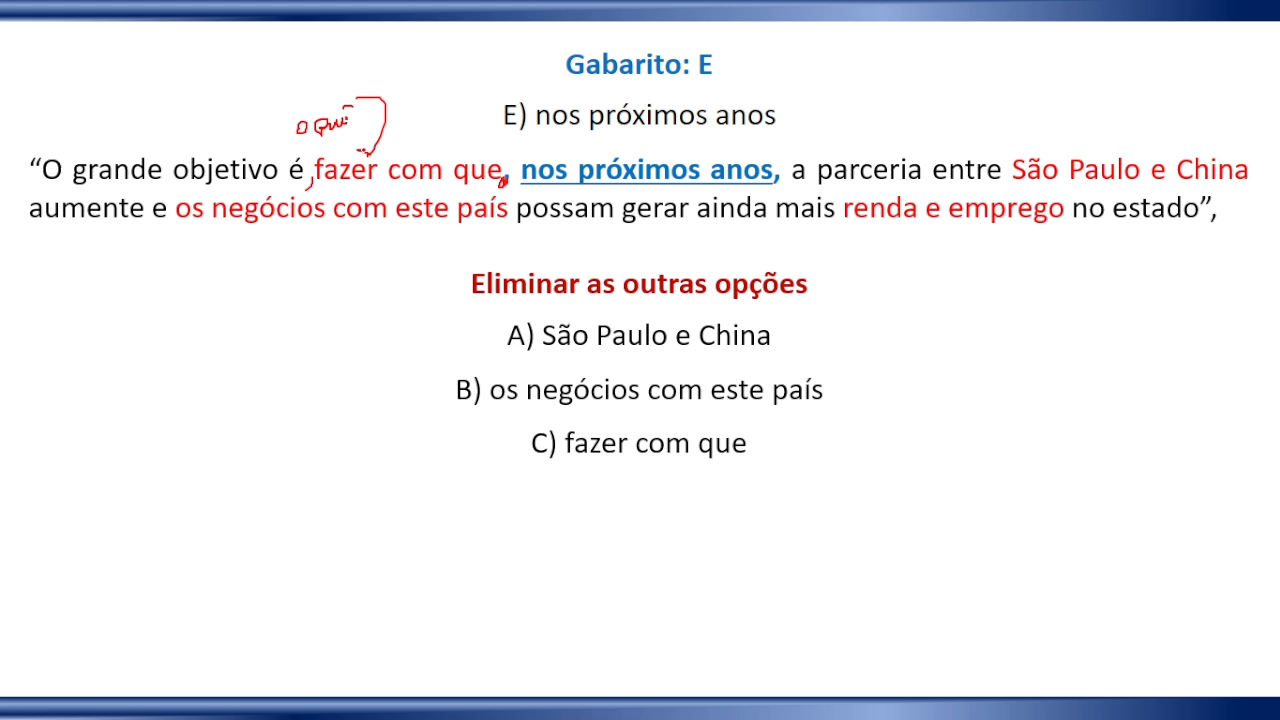 Gabarito: E
E) nos próximos anos
o quê
“O grande objetivo é fazer com que, nos próximos anos, a parceria entre São Paulo e China
aumente e os negócios com este país possam gerar ainda mais renda e emprego no estado”,
Eliminar as outras opções
A) São Paulo e China
B) os negócios com este país
C) fazer com que